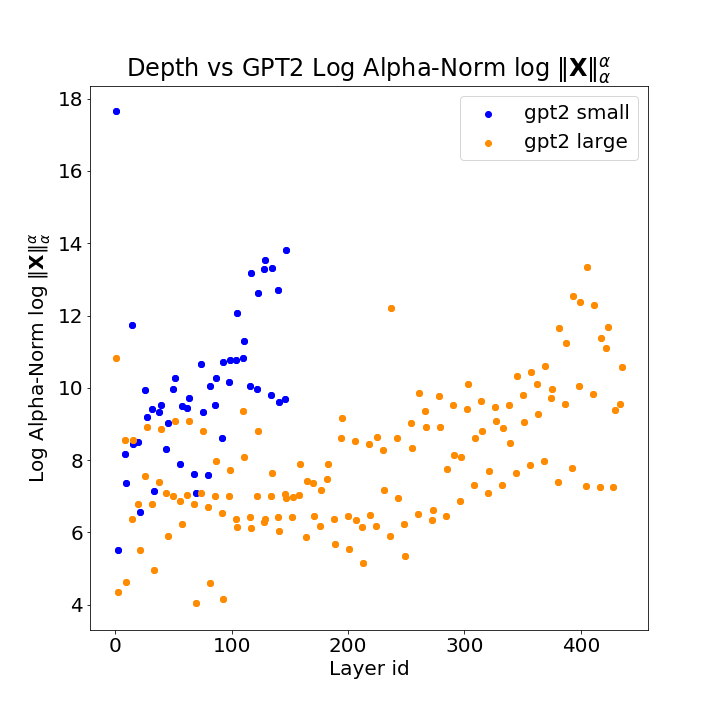 Depth vs GPT2 Log Alpha-Norm log ‖X‖αα
gpt2 small
gpt2 large
Log Alpha-Norm log ‖X‖αα
18
16
14
12
10
8
6
4
0 100 200 300 400
Layer id